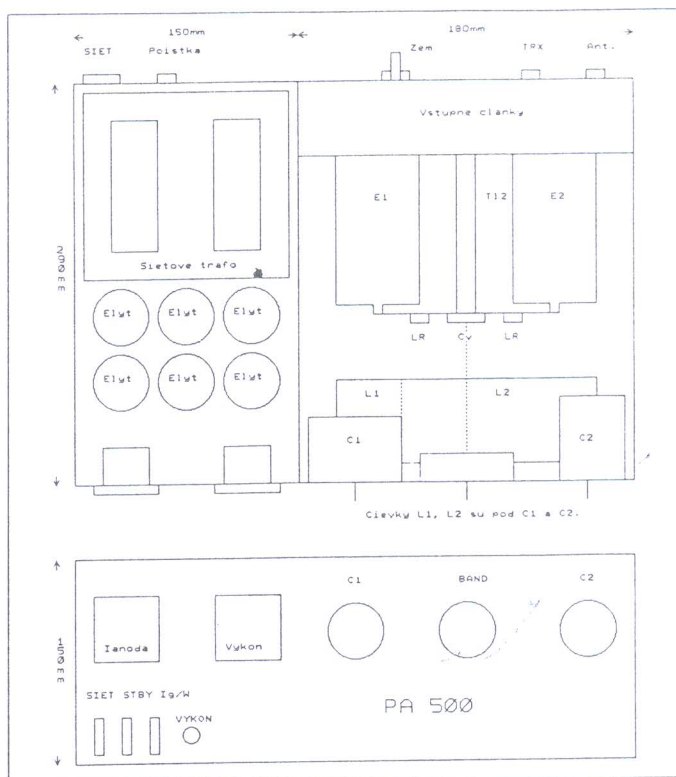 150mm 180mm
SIET Poistka Zem TRX Ant.
Vstupne clanky
E1 T12 E2
290mm
Sietove trafo
Elyt Elyt Elyt
LR Cv LR
Elyt Elyt Elyt
L1 L2
C1 C2
Cievky L1, L2 su pod C1 a C2.
C1 BAND C2
150mm
Ianoda Vykon
SIET STBY Ig/W
VYKON
PA 500